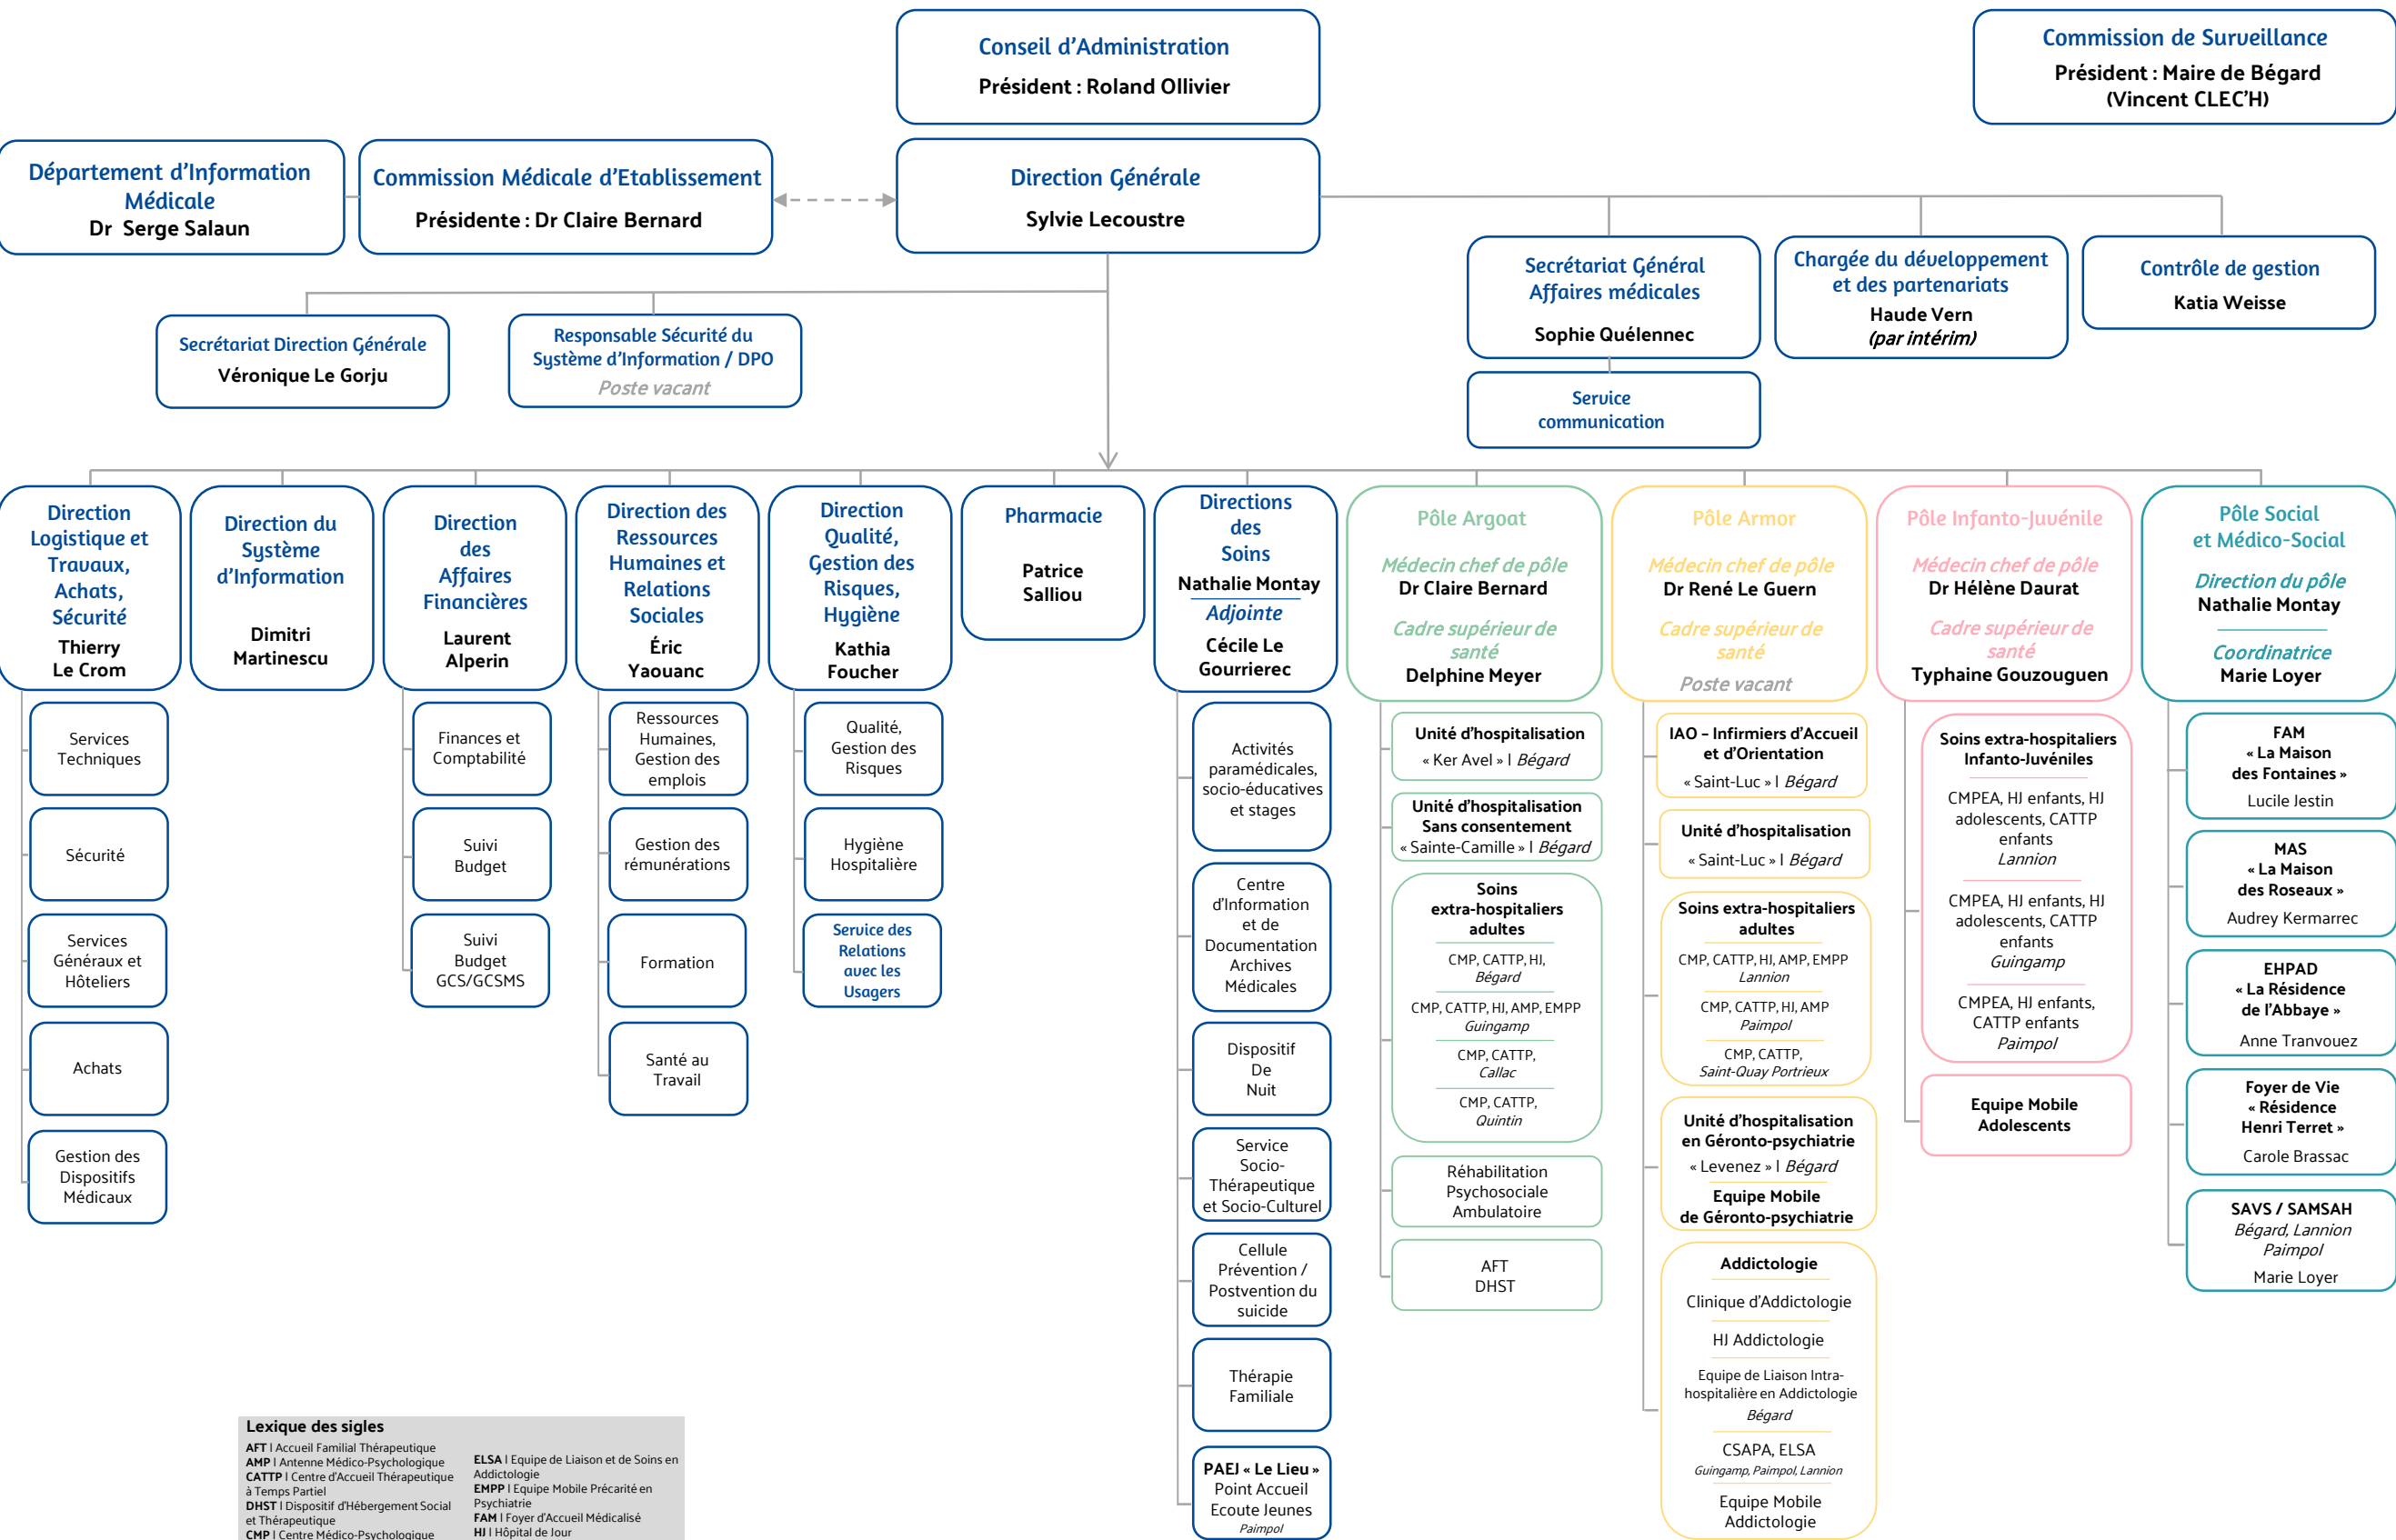 Conseil d'Administration
Président : Roland Ollivier
Commission de Surveillance
Président : Maire de Bégard
(Vincent CLEC'H)
Département d'Information
Médicale
Dr Serge Salaun
Commission Médicale d'Etablissement
Présidente : Dr Claire Bernard
Direction Générale
Sylvie Lecoustre
Secrétariat Général
Affaires médicales
Sophie Quélennec
Chargée du développement
et des partenariats
Haude Vern
(par intérim)
Contrôle de gestion
Katia Weisse
Secrétariat Direction Générale
Véronique Le Gorju
Responsable Sécurité du
Système d'Information / DPO
Poste vacant
Service
communication
Direction
Logistique et
Travaux,
Achats,
Sécurité
Thierry
Le Crom
Services
Techniques
Sécurité
Services
Généraux et
Hôteliers
Achats
Gestion des
Dispositifs
Médicaux
Direction du
Système
d'Information
Dimitri
Martinescu
Direction
des
Affaires
Financières
Laurent
Alperin
Finances et
Comptabilité
Suivi
Budget
Suivi
Budget
GCS/GCSMS
Direction des
Ressources
Humaines et
Relations
Sociales
Éric
Yaouanc
Ressources
Humaines,
Gestion des
emplois
Gestion des
rémunérations
Formation
Santé au
Travail
Direction
Qualité,
Gestion des
Risques,
Hygiène
Kathia
Foucher
Qualité,
Gestion des
Risques
Hygiène
Hospitalière
Service des
Relations
avec les
Usagers
Pharmacie
Patrice
Salliou
Directions
des
Soins
Nathalie Montay
Adjointe
Cécile Le
Gourrierec
Activités
paramédicales,
socio-éducatives
et stages
Centre
d'Information
et de
Documentation
Archives
Médicales
Dispositif
De
Nuit
Service
Socio-
Thérapeutique
et Socio-Culturel
Cellule
Prévention /
Postvention du
suicide
Thérapie
Familiale
PAEJ « Le Lieu »
Point Accueil
Ecoute Jeunes
Paimpol
Pôle Argoat
Médecin chef de pôle
Dr Claire Bernard
Cadre supérieur de
santé
Delphine Meyer
Unité d'hospitalisation
« Ker Avel » I Bégard
Unité d'hospitalisation
Sans consentement
« Sainte-Camille » I Bégard
Soins
extra-hospitaliers
adultes
CMP, CATTP, HJ,
Bégard
CMP, CATTP, HJ, AMP, EMPP
Guingamp
CMP, CATTP,
Callac
CMP, CATTP,
Quintin
Réhabilitation
Psychosociale
Ambulatoire
AFT
DHST
Pôle Armor
Médecin chef de pôle
Dr René Le Guern
Cadre supérieur de
santé
Poste vacant
IAO – Infirmiers d'Accueil
et d'Orientation
« Saint-Luc » I Bégard
Unité d'hospitalisation
« Saint-Luc » I Bégard
Soins extra-hospitaliers
adultes
CMP, CATTP, HJ, AMP, EMPP
Lannion
CMP, CATTP, HJ, AMP
Paimpol
CMP, CATTP,
Saint-Quay Portrieux
Unité d'hospitalisation
en Géronto-psychiatrie
« Levenez » I Bégard
Equipe Mobile
de Géronto-psychiatrie
Addictologie
Clinique d'Addictologie
HJ Addictologie
Equipe de Liaison Intra-
hospitalière en Addictologie
Bégard
CSAPA, ELSA
Guingamp, Paimpol, Lannion
Equipe Mobile
Addictologie
Pôle Infanto-Juvénile
Médecin chef de pôle
Dr Hélène Daurat
Cadre supérieur de
santé
Typhaine Gouzouguen
Soins extra-hospitaliers
Infanto-Juvéniles
CMPEA, HJ enfants, HJ
adolescents, CATTP
enfants
Lannion
CMPEA, HJ enfants, HJ
adolescents, CATTP
enfants
Guingamp
CMPEA, HJ enfants,
CATTP enfants
Paimpol
Equipe Mobile
Adolescents
Pôle Social
et Médico-Social
Direction du pôle
Nathalie Montay
Coordinatrice
Marie Loyer
FAM
« La Maison
des Fontaines »
Lucile Jestin
MAS
« La Maison
des Roseaux »
Audrey Kermarrec
EHPAD
« La Résidence
de l'Abbaye »
Anne Tranvouez
Foyer de Vie
« Résidence
Henri Terret »
Carole Brassac
SAVS / SAMSAH
Bégard, Lannion
Paimpol
Marie Loyer
Lexique des sigles
AFT I Accueil Familial Thérapeutique
AMP I Antenne Médico-Psychologique
CATTP I Centre d'Accueil Thérapeutique
à Temps Partiel
DHST I Dispositif d'Hébergement Social
et Thérapeutique
CMP I Centre Médico-Psychologique
ELSA I Equipe de Liaison et de Soins en
Addictologie
EMPP I Equipe Mobile Précarité en
Psychiatrie
FAM I Foyer d'Accueil Médicalisé
HJ I Hôpital de Jour